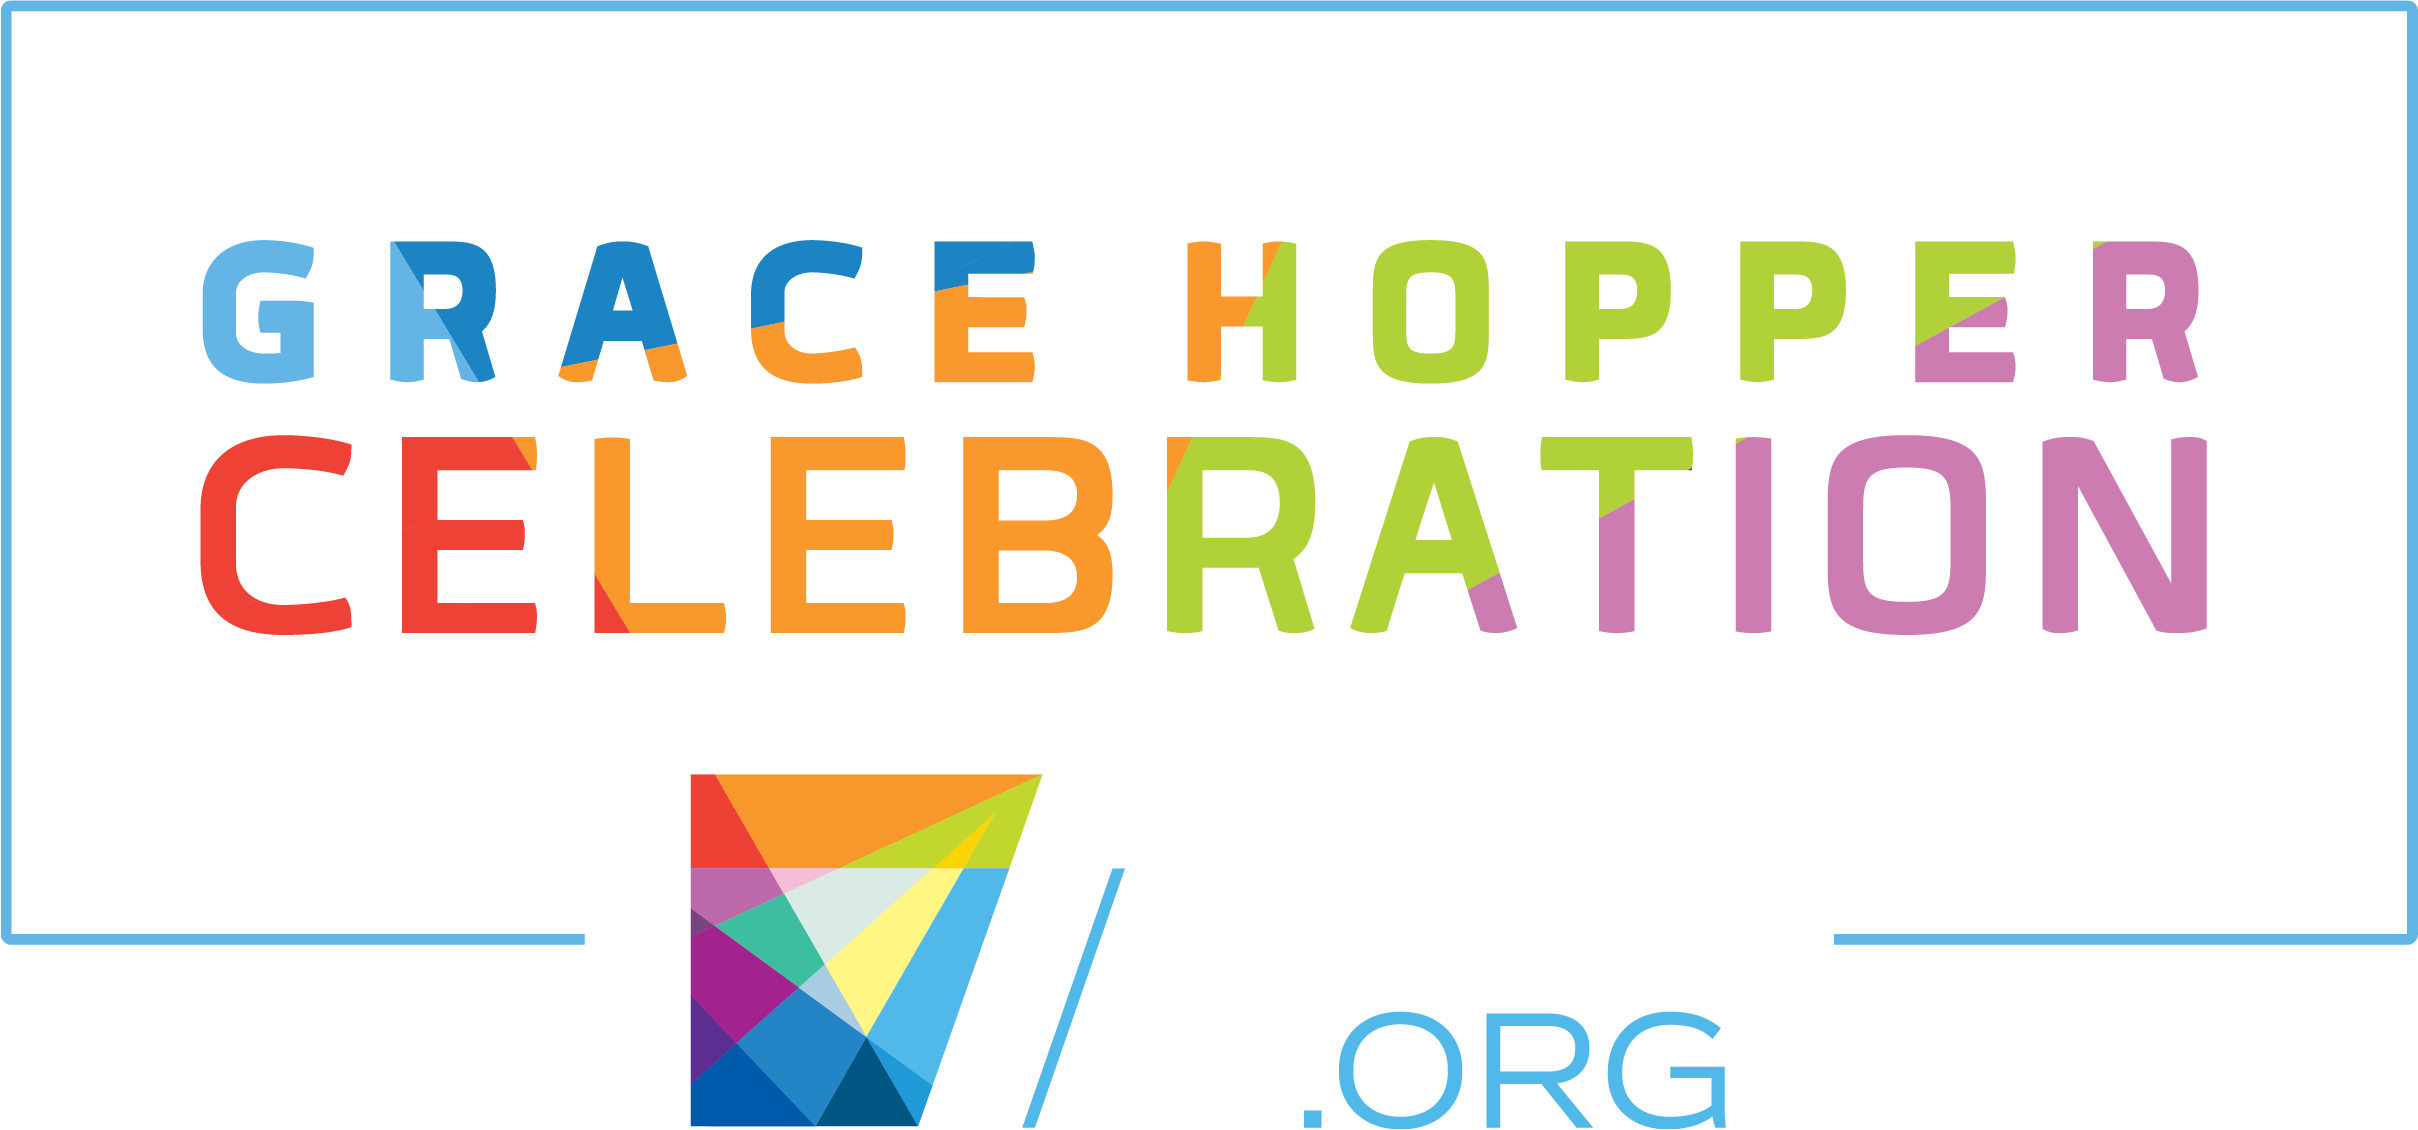 GRACE HOPPER
CELEBRATION
/
.ORG